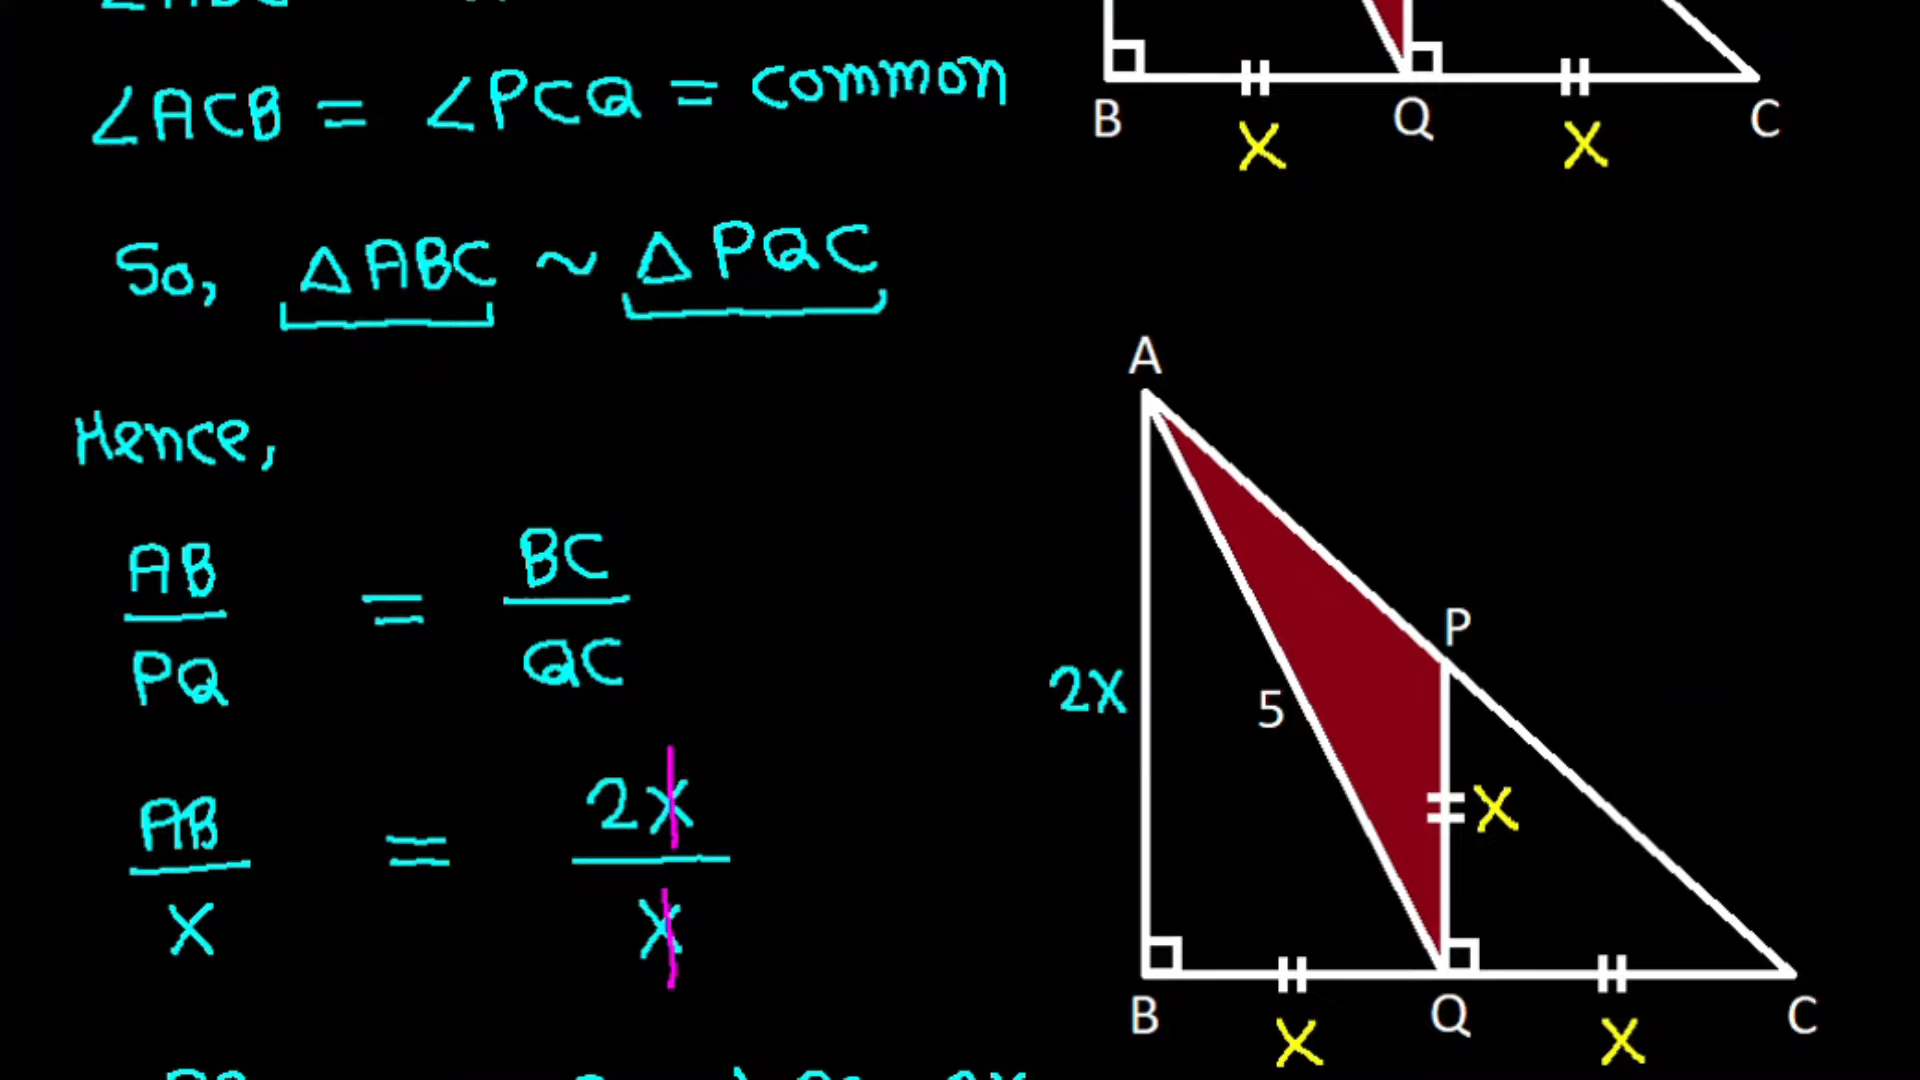 ∠ACB = ∠PCQ = common
So, △ABC ~ △PQC
Hence,
AB/PQ = BC/QC
AB/X = 2X/X
B Q C
X X
A
P
5
2X
X
B Q C
X X